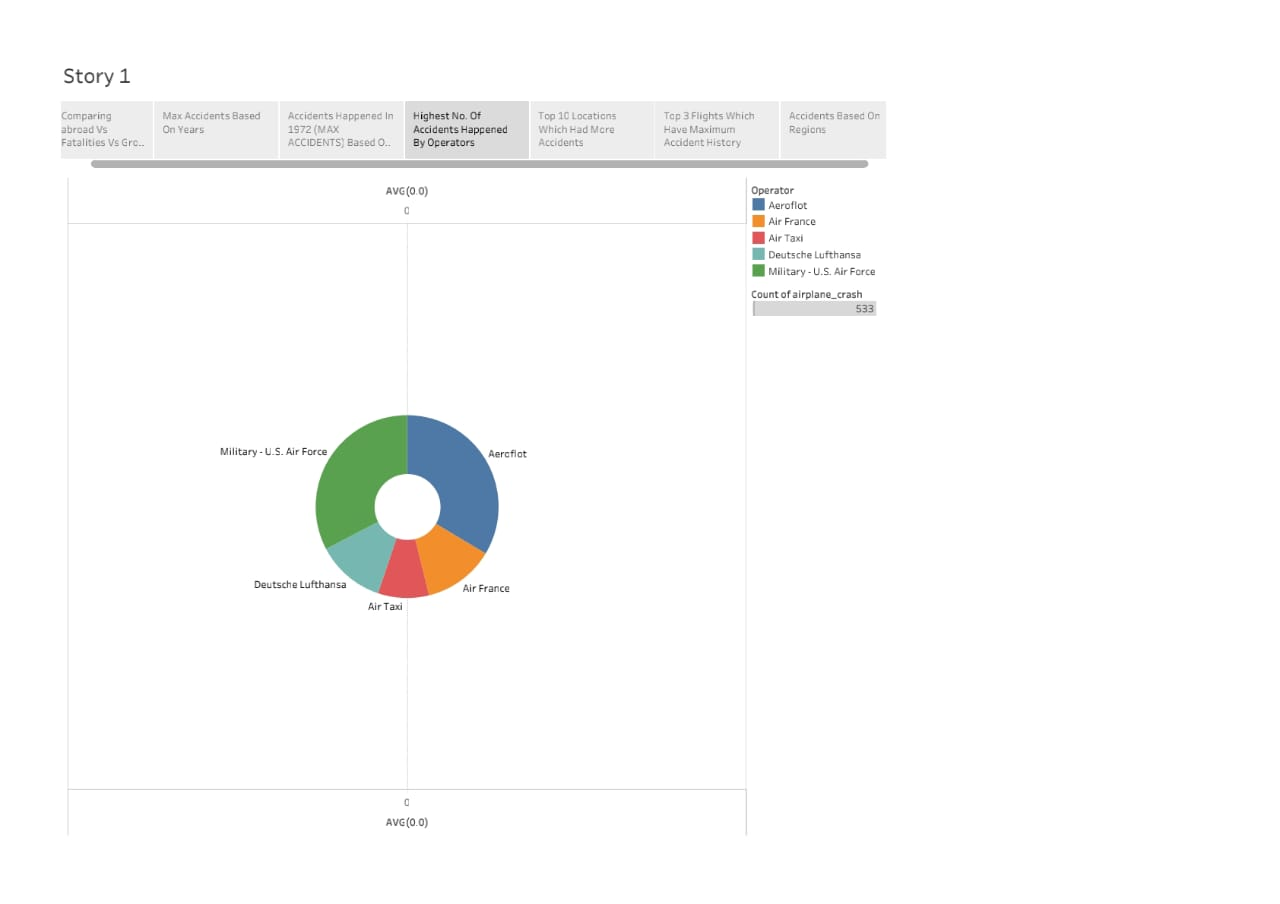 Story 1
Comparing
abroad Vs
Fatalities Vs Gro..
Max Accidents Based
On Years
Accidents Happened In
1972 (MAX
ACCIDENTS) Based O..
Highest No. Of
Accidents Happened
By Operators
Top 10 Locations
Which Had More
Accidents
Top 3 Flights Which
Have Maximum
Accident History
Accidents Based On
Regions
AVG(0.0)
0
Operator
Aeroflot
Air France
Air Taxi
Deutsche Lufthansa
Military - U.S. Air Force
Count of airplane_crash
533
Military - U.S. Air Force
Aeroflot
Deutsche Lufthansa
Air France
Air Taxi
0
AVG(0.0)